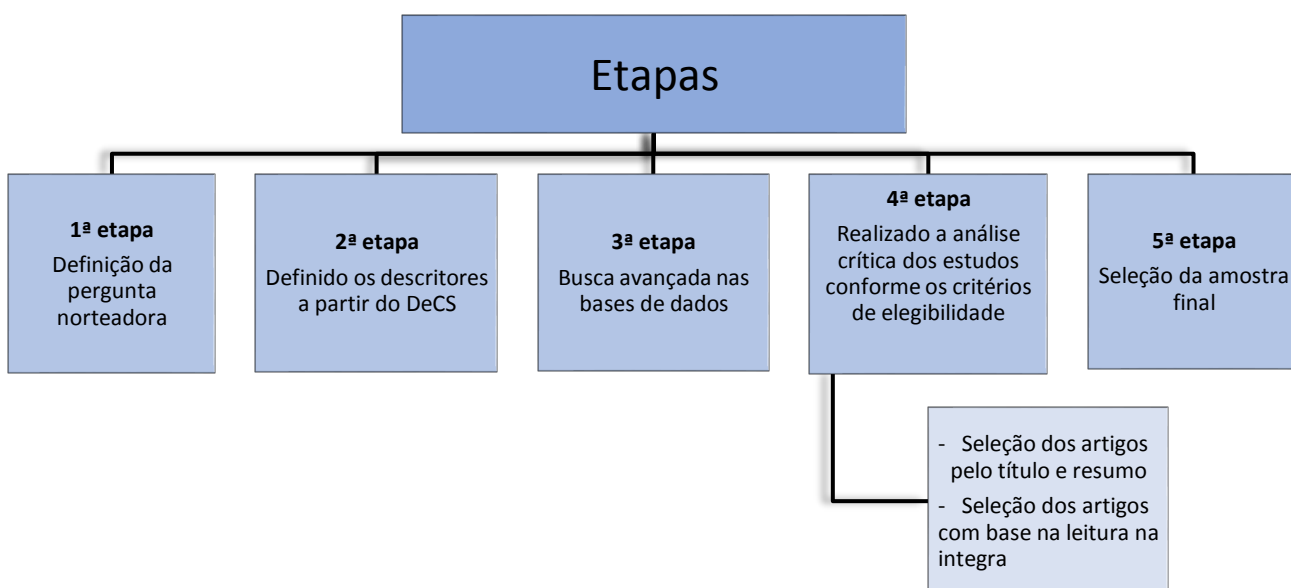 Etapas
1ª etapa
Definição da
pergunta
norteadora
2ª etapa
Definido os descritores
a partir do DeCS
3ª etapa
Busca avançada nas
bases de dados
4ª etapa
Realizado a análise
crítica dos estudos
conforme os critérios
de elegibilidade
5ª etapa
Seleção da amostra
final
- Seleção dos artigos
pelo título e resumo
- Seleção dos artigos
com base na leitura na
integra